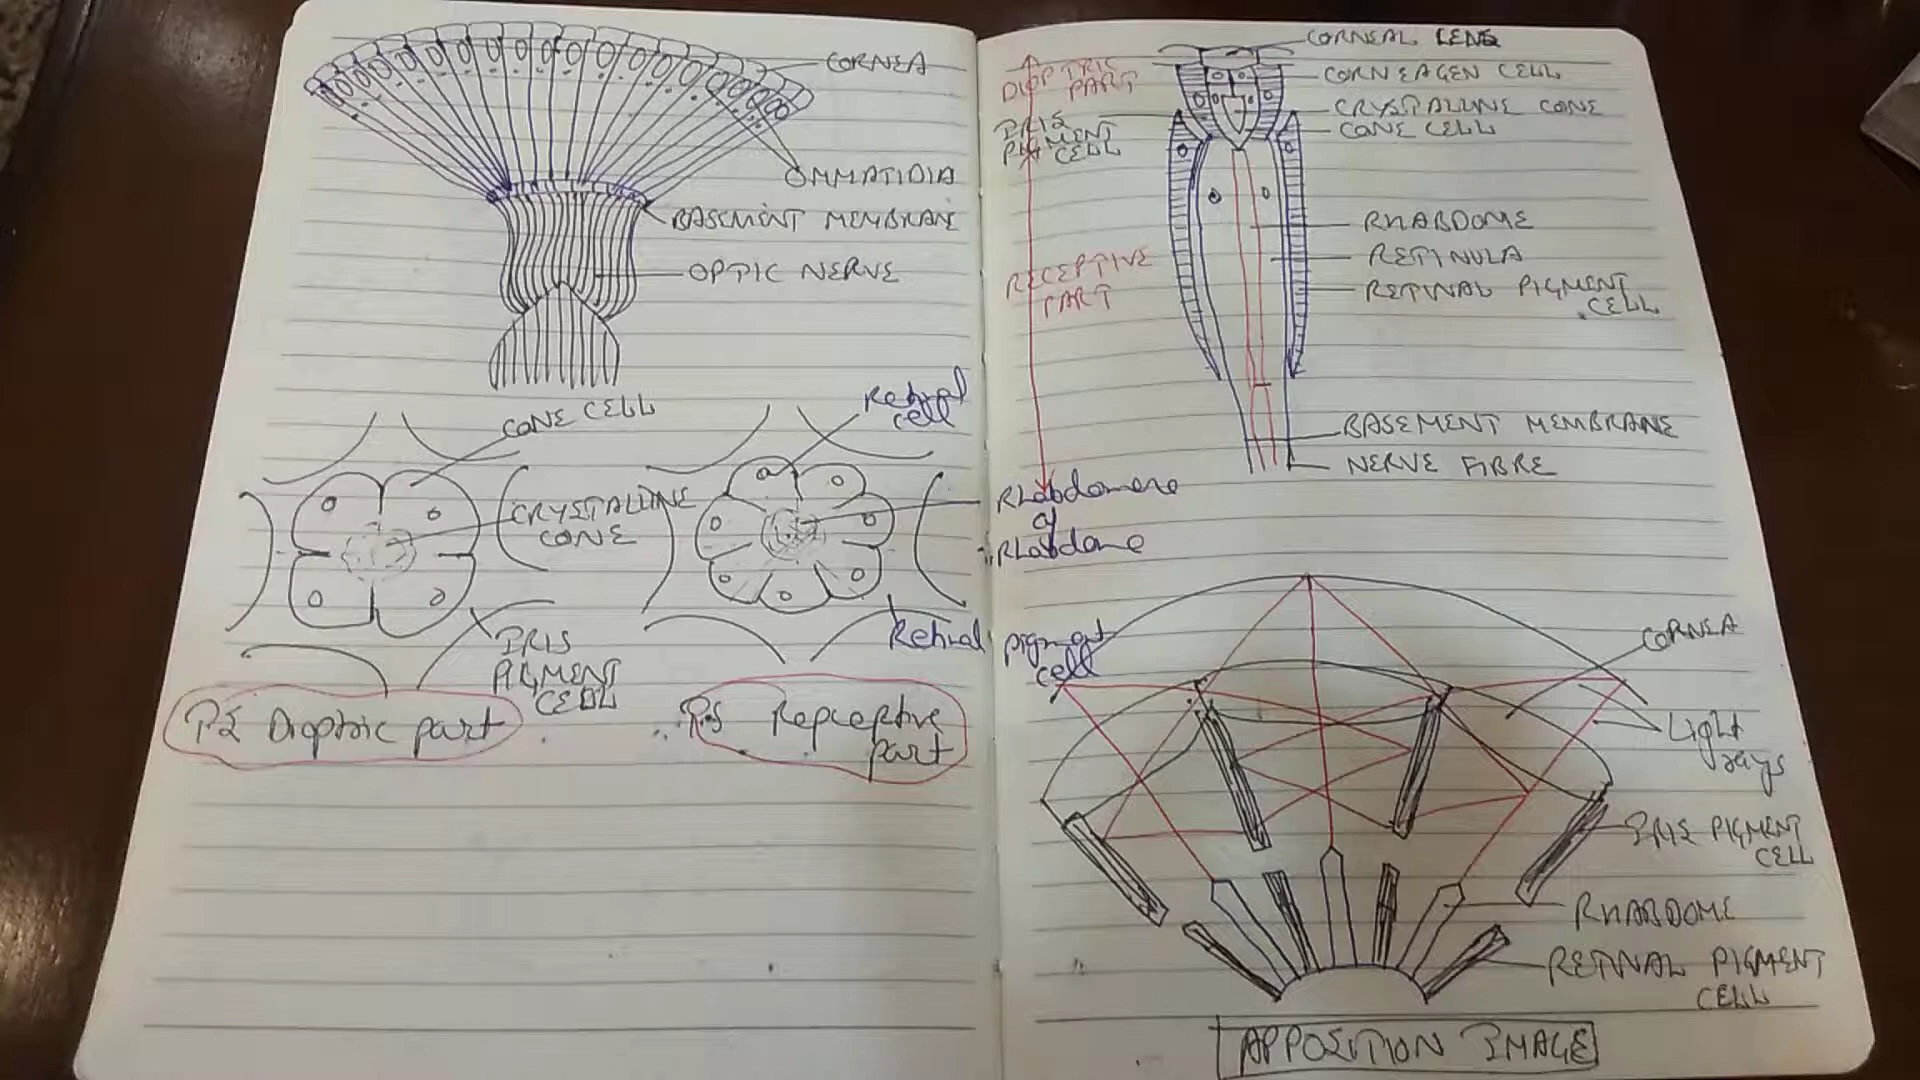 CORNEA
OMMATIDIA
BASEMENT MEMBRANE
OPTIC NERVE
CONE CELL
CRYSTALLINE
CONE
IRIS
PIGMENT
CELL
Retinal
cell
Retinal pigment
cell
TS Dioptric part
TS Repceptive
part
DIOPTRIC
PART
IRIS
PIGMENT
CELL
RECEPTIVE
PART
CORNEAL LENS
CORNEAGEN CELL
CRYSTALLINE CONE
CONE CELL
RHABDOME
RETINULA
RETINAL PIGMENT
CELL
BASEMENT MEMBRANE
NERVE FIBRE
Rhabdomere
of
Rhabdome
CORNEA
Light
rays
IRIS PIGMENT
CELL
RHABDOME
RETINAL PIGMENT
CELL
APPOSITION IMAGE